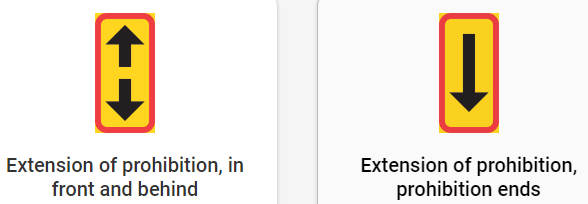 Extension of prohibition, in
front and behind
Extension of prohibition,
prohibition ends